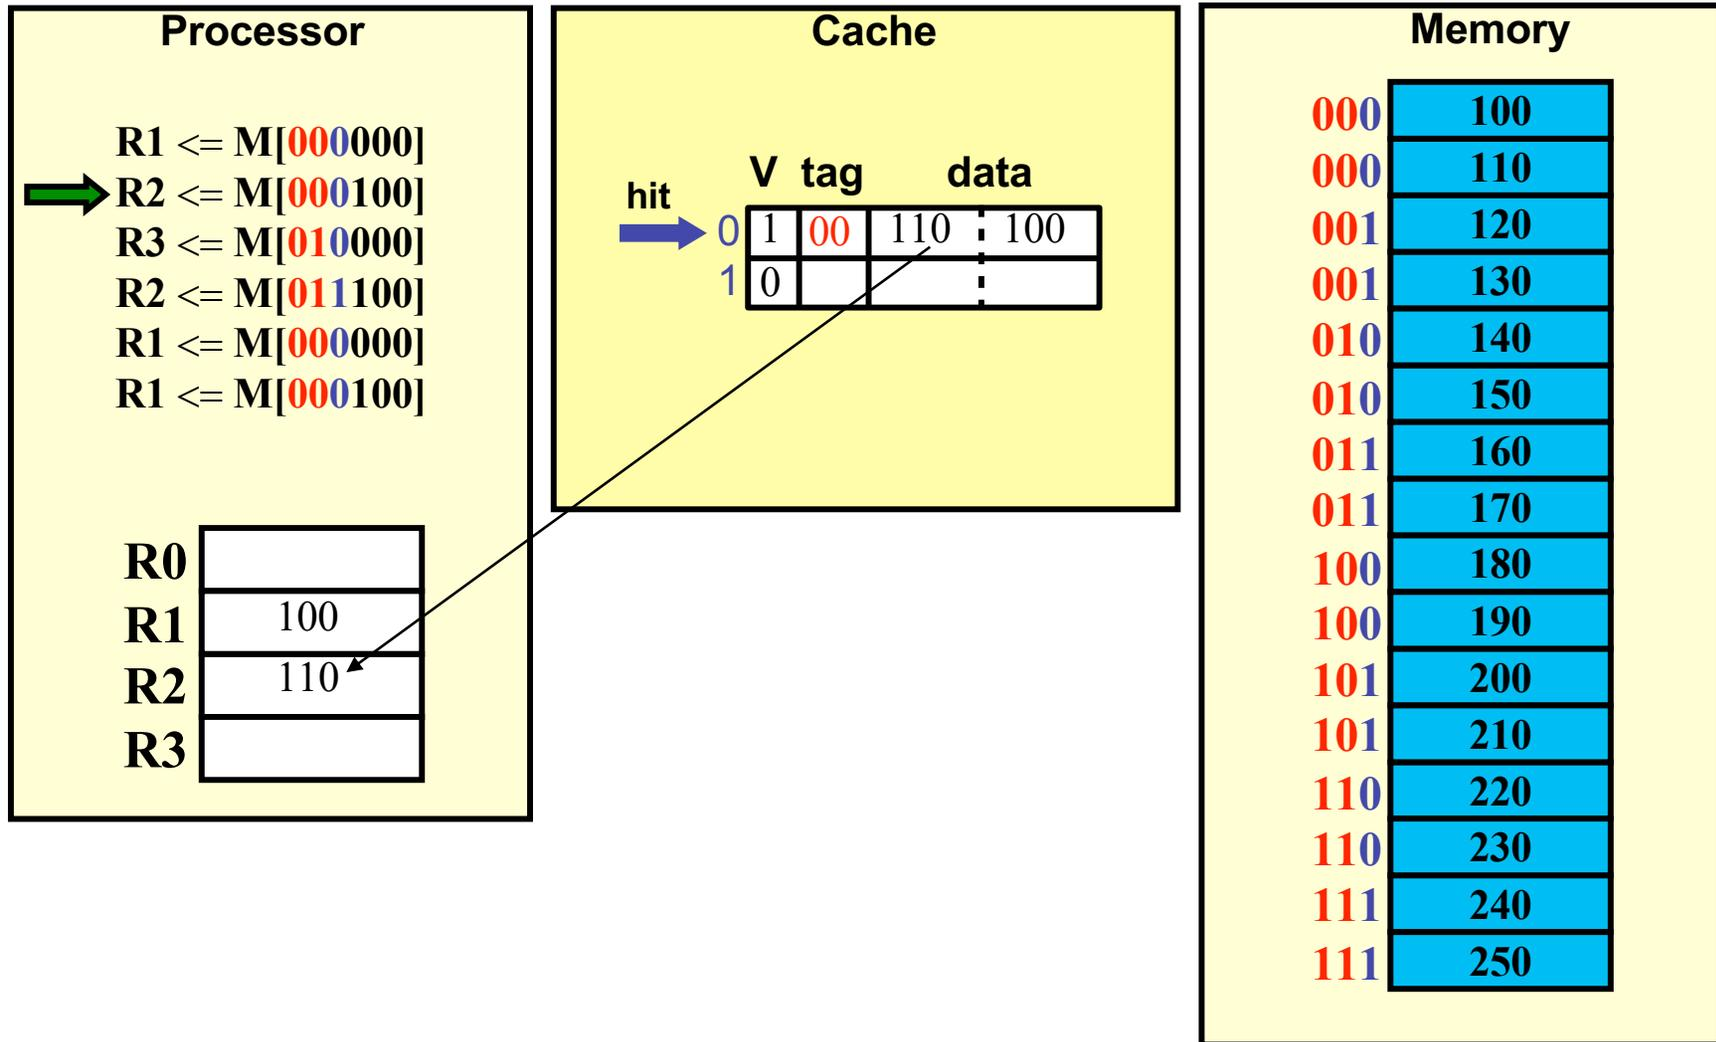 Processor
R1 <= M[000000]
R2 <= M[000100]
R3 <= M[010000]
R2 <= M[011100]
R1 <= M[000000]
R1 <= M[000100]
R0
R1 100
R2 110
R3
Cache
V tag data
hit
0 1 00 110 100
1 0
Memory
000 100
000 110
001 120
001 130
010 140
010 150
011 160
011 170
100 180
100 190
101 200
101 210
110 220
110 230
111 240
111 250